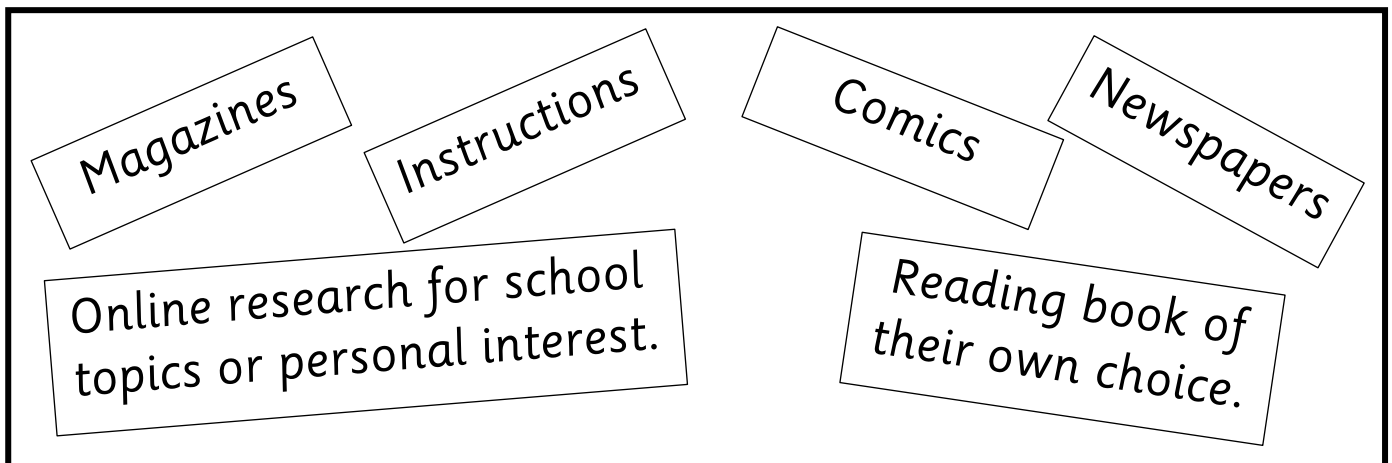 Magazines
Instructions
Comics
Newspapers
Online research for school
topics or personal interest.
Reading book of
their own choice.